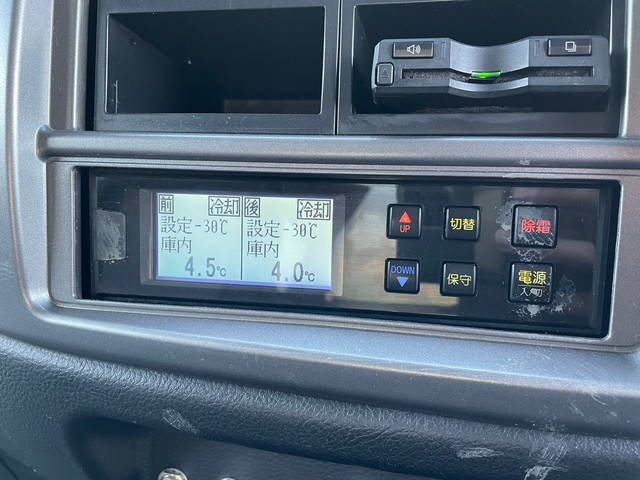 前 冷却 後 冷却
設定-30℃ 設定-30℃
庫内 庫内
4.5℃ 4.0℃
UP
切替
除霜
DOWN
保守
電源
入/切